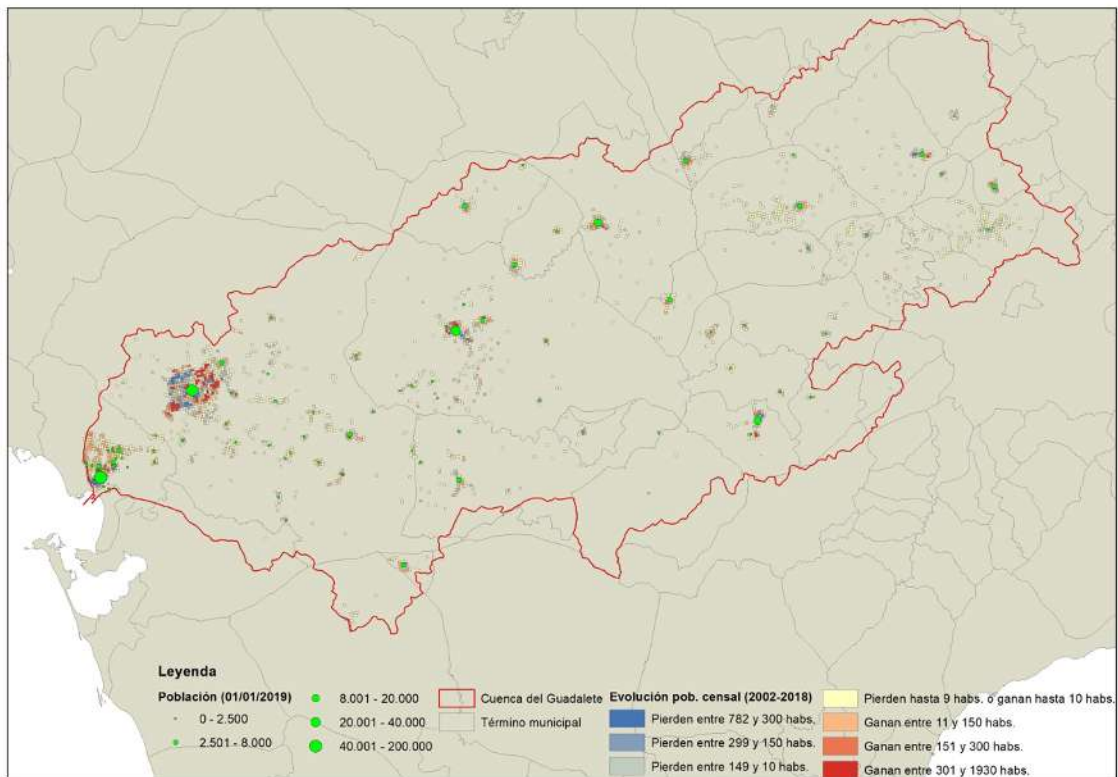 Leyenda
Población (01/01/2019)
0 - 2.500
2.501 - 8.000
8.001 - 20.000
20.001 - 40.000
40.001 - 200.000
Cuenca del Guadalete
Término municipal
Evolución pob. censal (2002-2018)
Pierden entre 782 y 300 habs.
Pierden entre 299 y 150 habs.
Pierden entre 149 y 10 habs.
Pierden hasta 9 habs. o ganan hasta 10 habs.
Ganan entre 11 y 150 habs.
Ganan entre 151 y 300 habs.
Ganan entre 301 y 1930 habs.